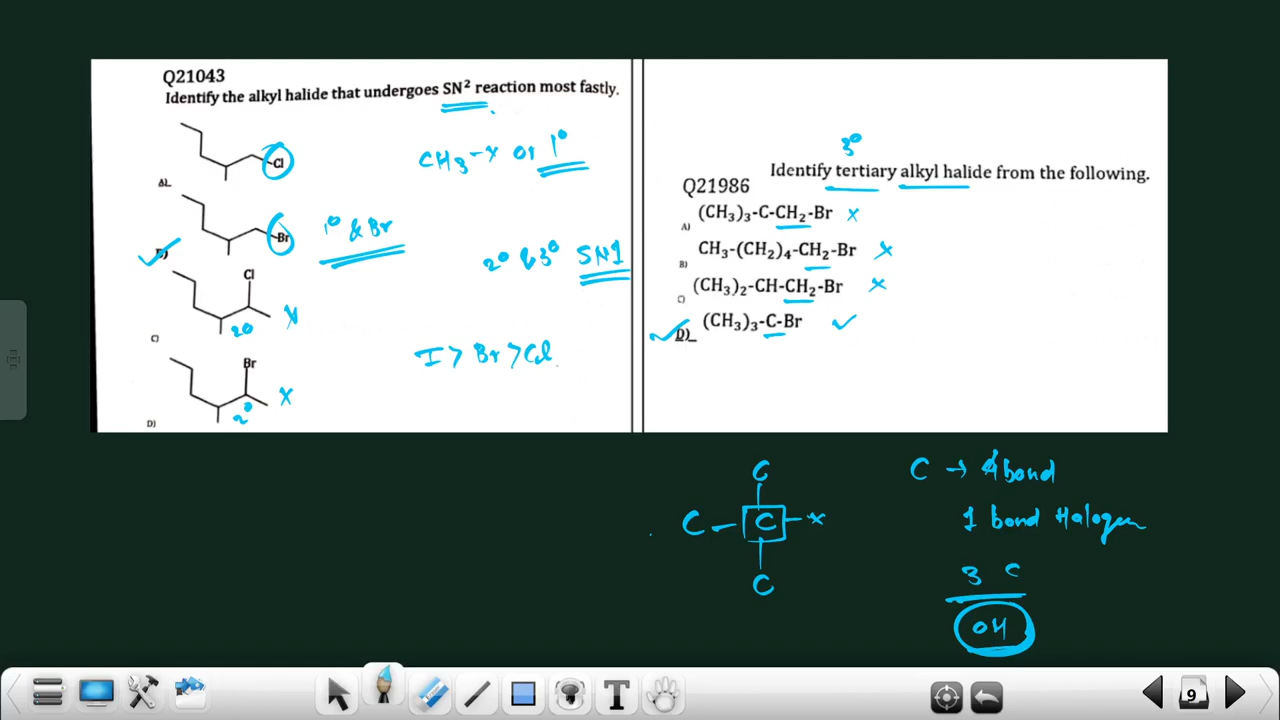 Q21043
Identify the alkyl halide that undergoes SN² reaction most fastly.
Cl
A)
CH3-X or 1°
Br
B)
1° & Br
2° & 3° SN1
Cl
2°
X
C)
I > Br > Cl
Br
2°
X
D)
3°
Identify tertiary alkyl halide from the following.
Q21986
A) (CH₃)₃-C-CH₂-Br X
B) CH₃-(CH₂)₄-CH₂-Br X
C) (CH₃)₂-CH-CH₂-Br X
D) (CH₃)₃-C-Br ✓
C
C - C - X
C
C → 4 bond
1 bond Halogen
3 C
OH
T
9